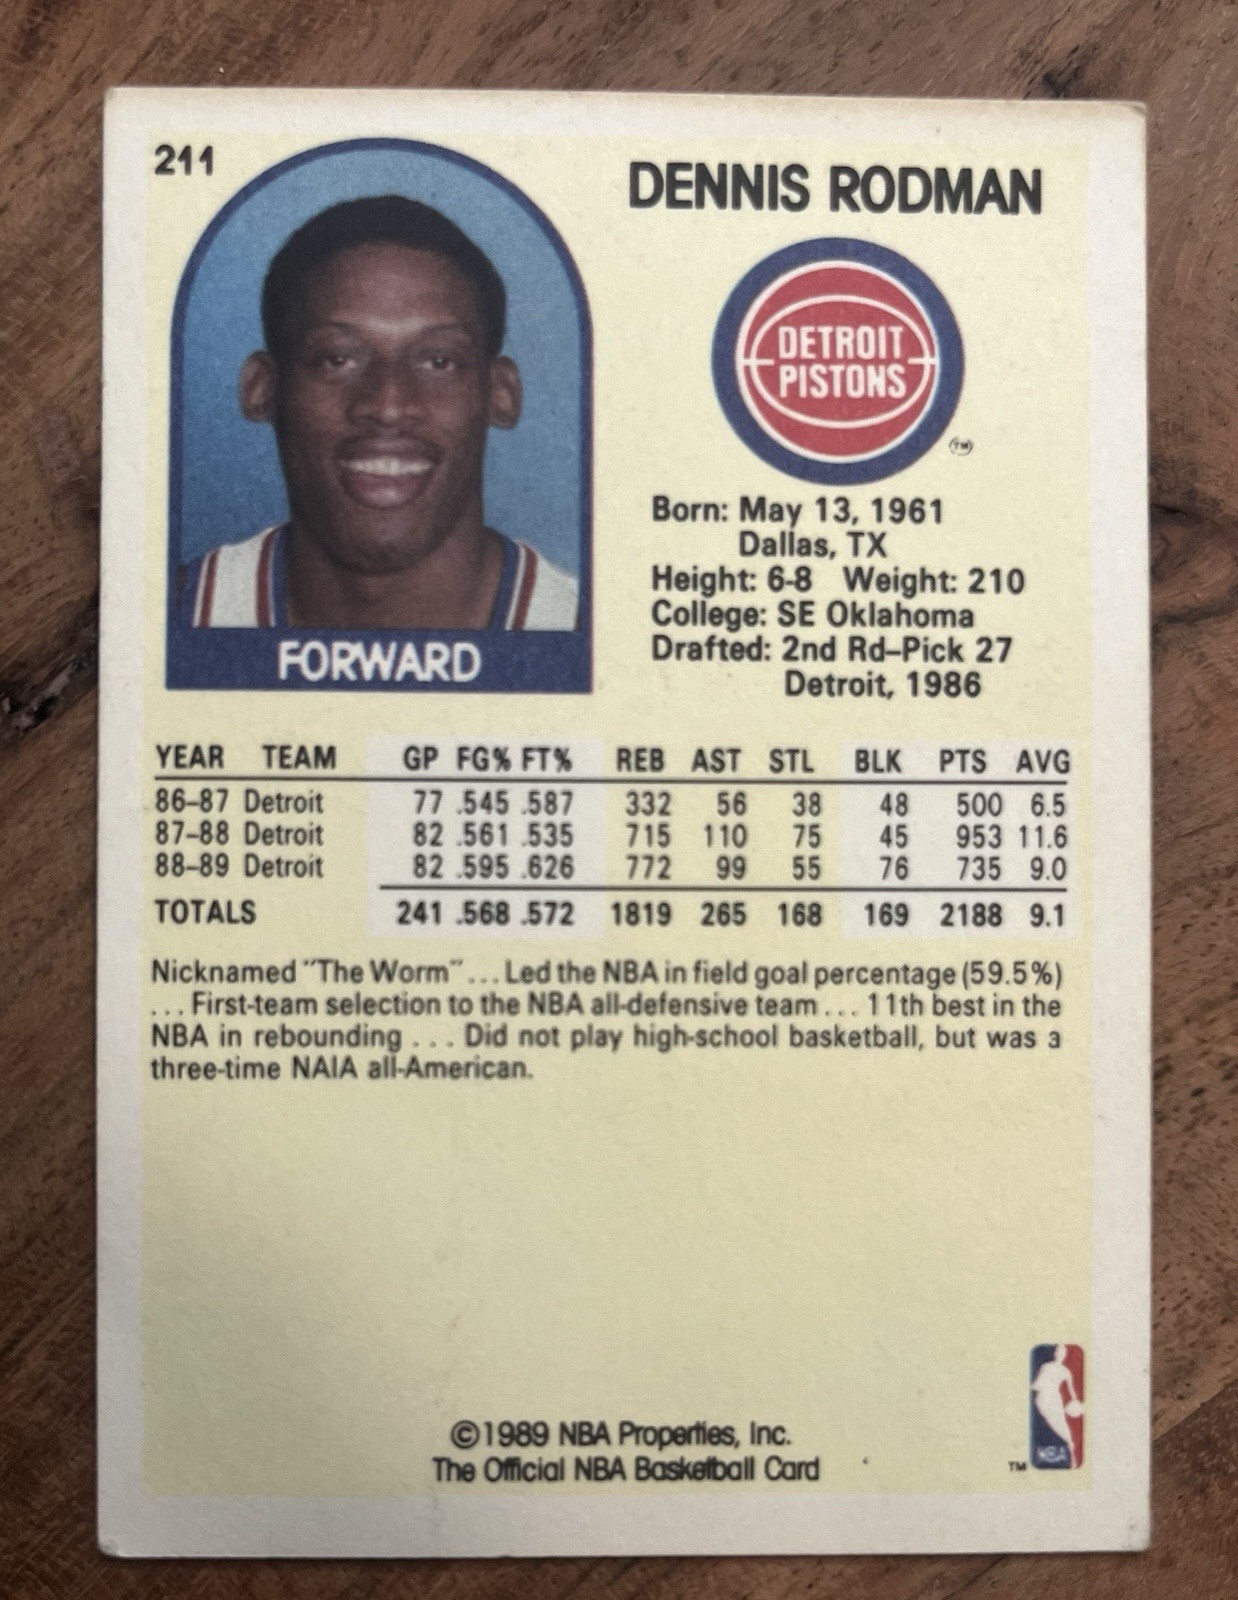 211
DENNIS RODMAN
DETROIT
PISTONS
TM
Born: May 13, 1961
Dallas, TX
Height: 6-8 Weight: 210
College: SE Oklahoma
Drafted: 2nd Rd–Pick 27
Detroit, 1986
FORWARD
YEAR TEAM GP FG% FT% REB AST STL BLK PTS AVG
86–87 Detroit 77 .545 .587 332 56 38 48 500 6.5
87–88 Detroit 82 .561 .535 715 110 75 45 953 11.6
88–89 Detroit 82 .595 .626 772 99 55 76 735 9.0
TOTALS 241 .568 .572 1819 265 168 169 2188 9.1
Nicknamed "The Worm" ... Led the NBA in field goal percentage (59.5%)
... First-team selection to the NBA all-defensive team ... 11th best in the
NBA in rebounding ... Did not play high-school basketball, but was a
three-time NAIA all-American.
©1989 NBA Properties, Inc.
The Official NBA Basketball Card
TM
NBA